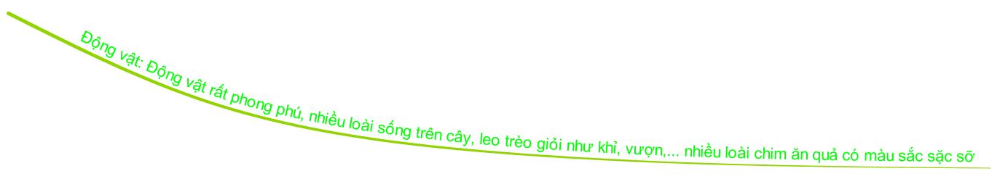 Động vật: Động vật rất phong phú, nhiều loài sống trên cây, leo trèo giỏi như khỉ, vượn,... nhiều loài chim ăn quả có màu sắc sặc sỡ